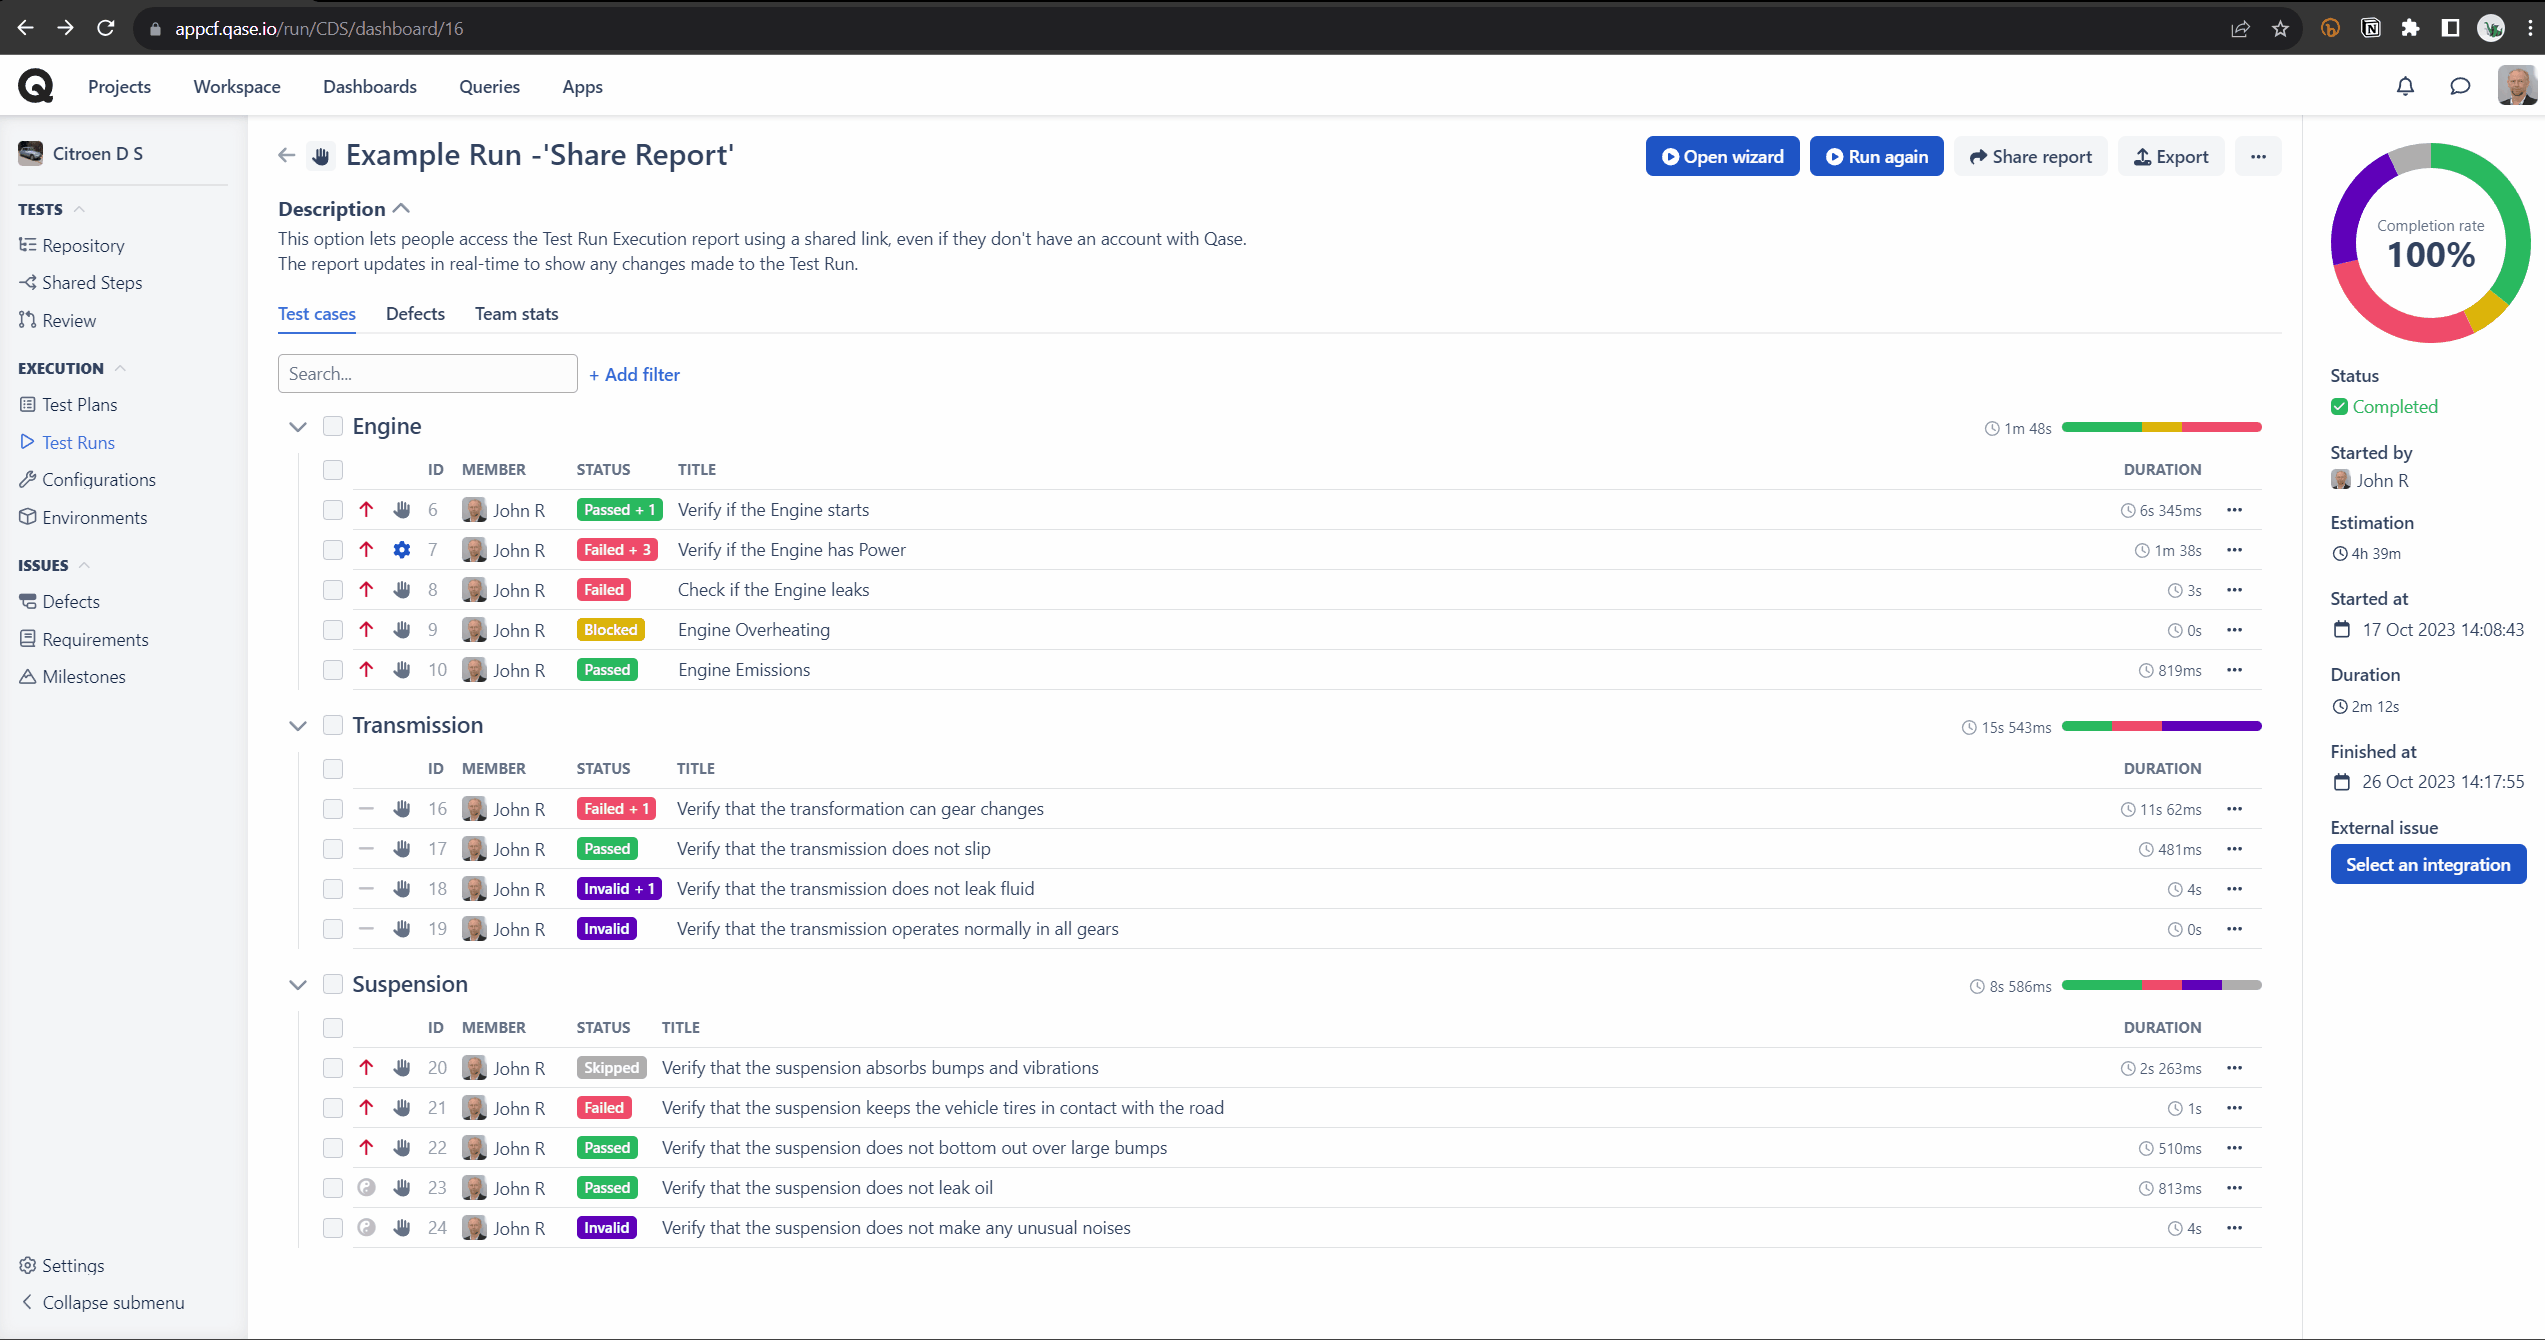 appcf.qase.io/run/CDS/dashboard/16
Projects Workspace Dashboards Queries Apps
Citroen D S
TESTS
Repository
Shared Steps
Review
EXECUTION
Test Plans
Test Runs
Configurations
Environments
ISSUES
Defects
Requirements
Milestones
Settings
Collapse submenu
Example Run -'Share Report'
Open wizard Run again Share report Export
Description
This option lets people access the Test Run Execution report using a shared link, even if they don't have an account with Qase.
The report updates in real-time to show any changes made to the Test Run.
Test cases Defects Team stats
Search... + Add filter
Engine 1m 48s
ID MEMBER STATUS TITLE DURATION
6 John R Passed + 1 Verify if the Engine starts 6s 345ms
7 John R Failed + 3 Verify if the Engine has Power 1m 38s
8 John R Failed Check if the Engine leaks 3s
9 John R Blocked Engine Overheating 0s
10 John R Passed Engine Emissions 819ms
Transmission 15s 543ms
ID MEMBER STATUS TITLE DURATION
16 John R Failed + 1 Verify that the transformation can gear changes 11s 62ms
17 John R Passed Verify that the transmission does not slip 481ms
18 John R Invalid + 1 Verify that the transmission does not leak fluid 4s
19 John R Invalid Verify that the transmission operates normally in all gears 0s
Suspension 8s 586ms
ID MEMBER STATUS TITLE DURATION
20 John R Skipped Verify that the suspension absorbs bumps and vibrations 2s 263ms
21 John R Failed Verify that the suspension keeps the vehicle tires in contact with the road 1s
22 John R Passed Verify that the suspension does not bottom out over large bumps 510ms
23 John R Passed Verify that the suspension does not leak oil 813ms
24 John R Invalid Verify that the suspension does not make any unusual noises 4s
Completion rate
100%
Status
Completed
Started by
John R
Estimation
4h 39m
Started at
17 Oct 2023 14:08:43
Duration
2m 12s
Finished at
26 Oct 2023 14:17:55
External issue
Select an integration